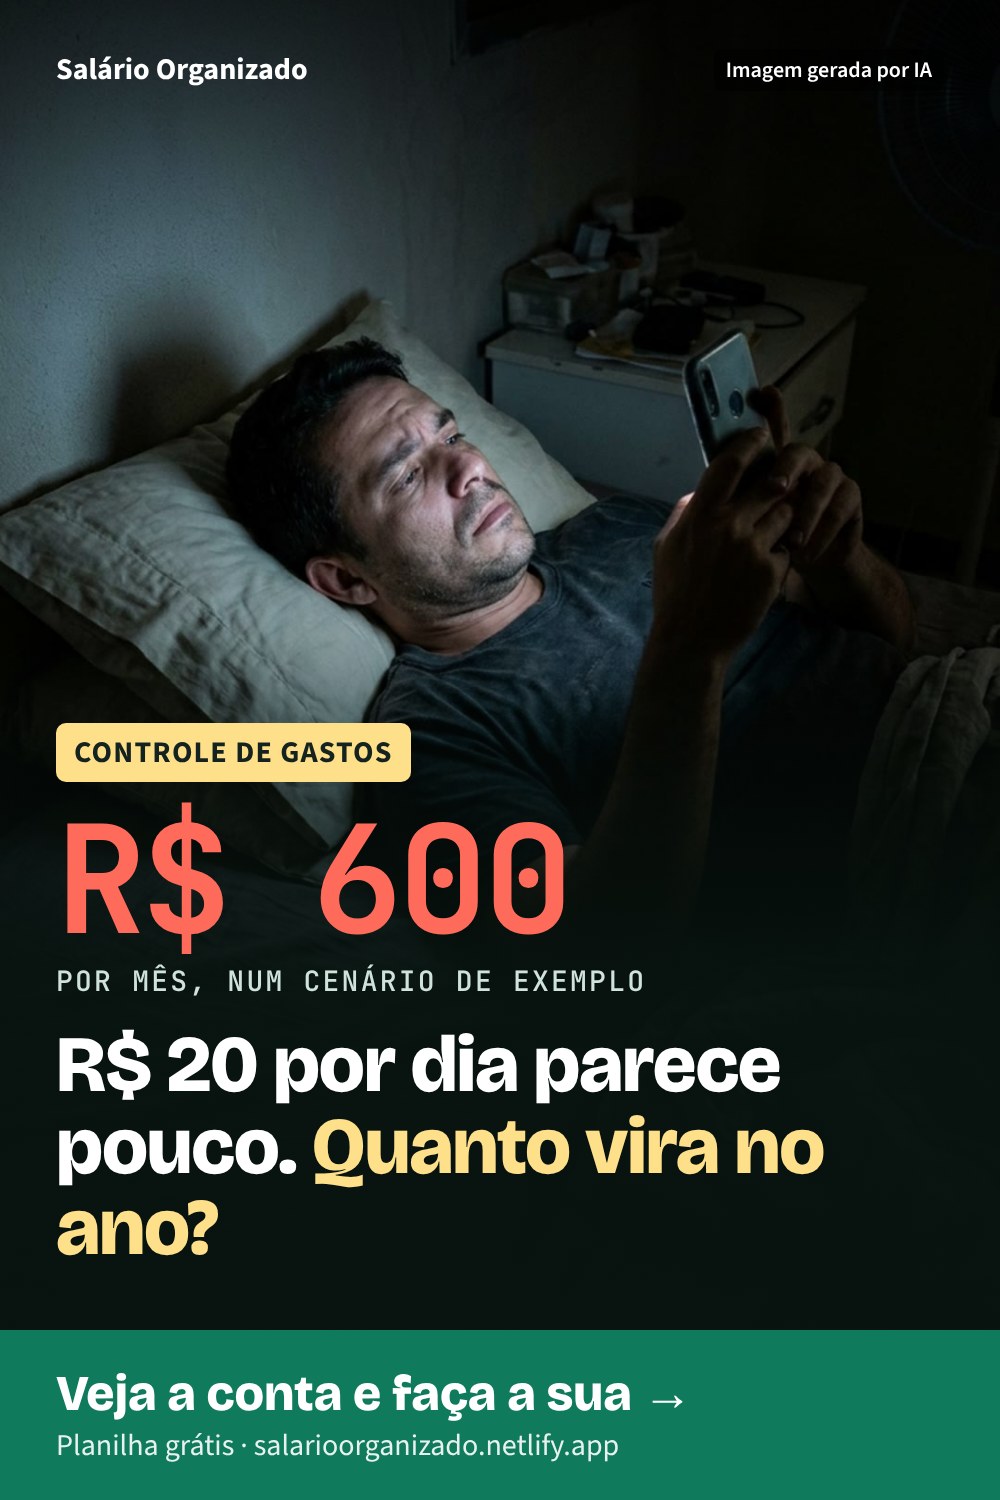 Salário Organizado
Imagem gerada por IA
CONTROLE DE GASTOS
R$ 600
POR MÊS, NUM CENÁRIO DE EXEMPLO
R$ 20 por dia parece
pouco. Quanto vira no
ano?
Veja a conta e faça a sua →
Planilha grátis · salarioorganizado.netlify.app